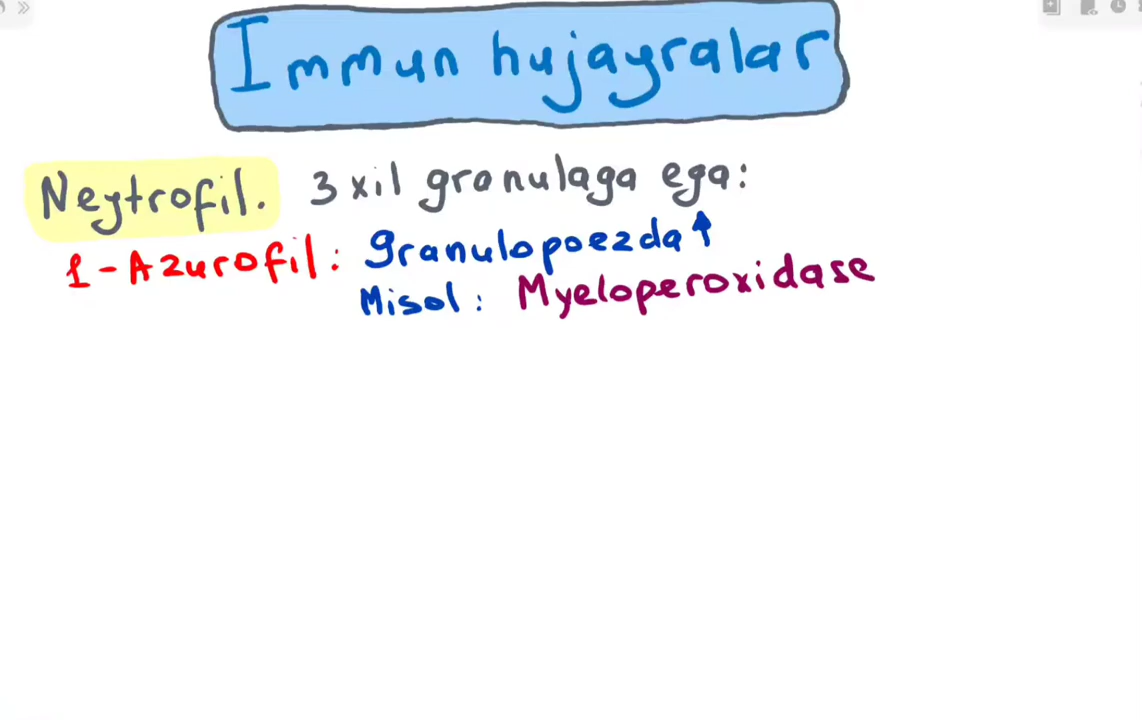 Immun hujayralar
Neytrofil. 3 xil granulaga ega:
1-Azurofil: granulopoezda↑
Misol: Myeloperoxidase